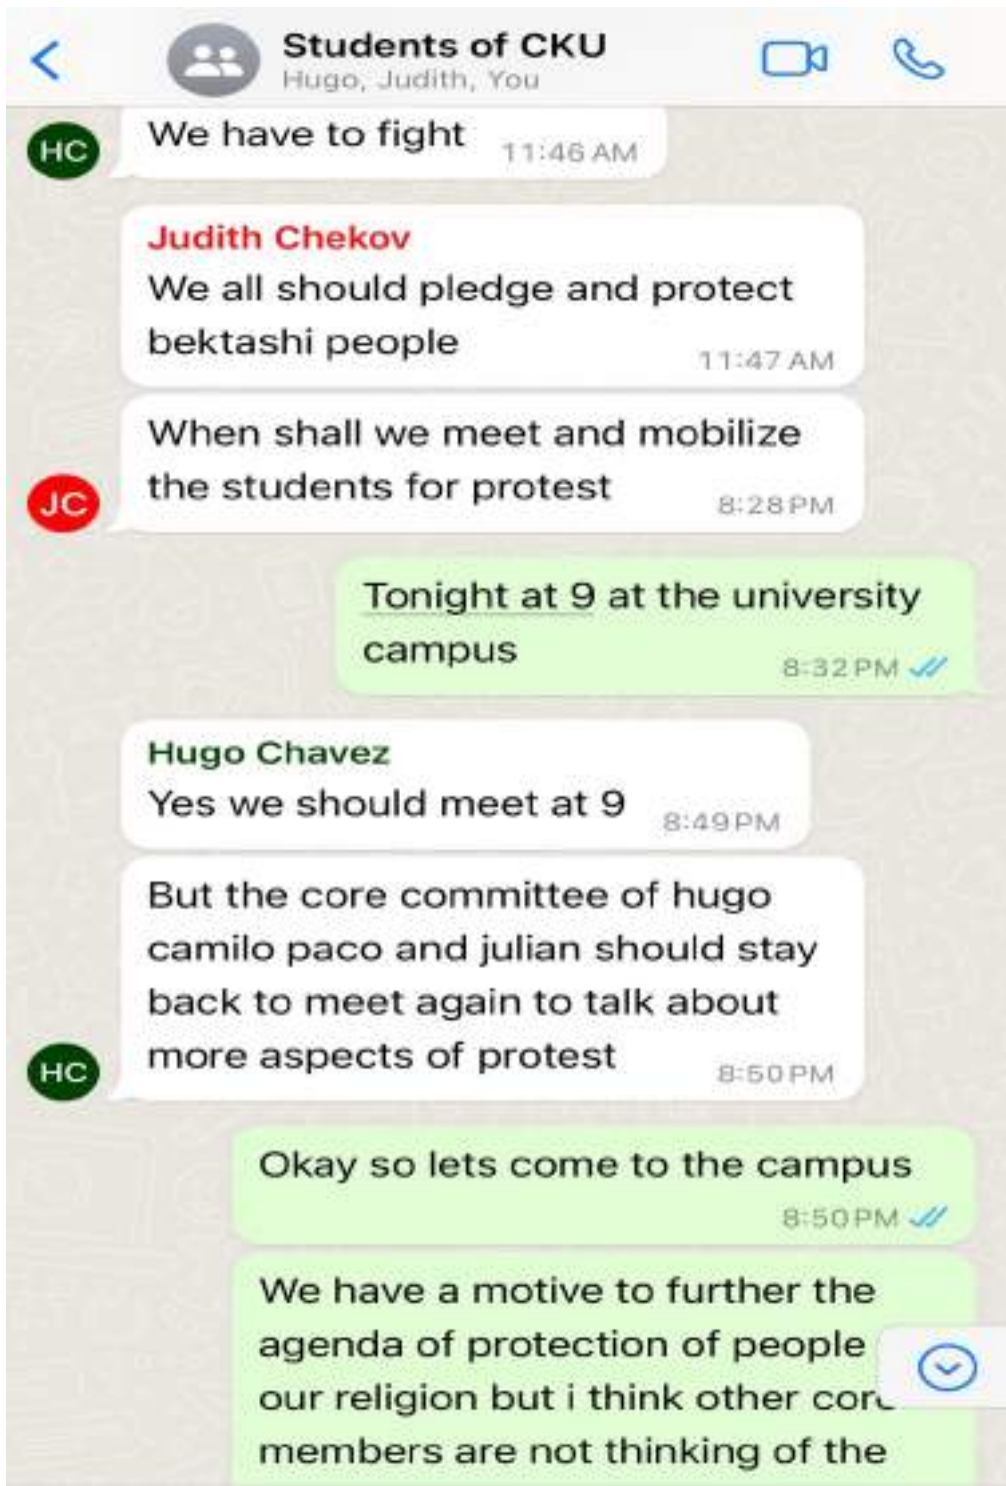 Students of CKU
Hugo, Judith, You
We have to fight
11:46 AM
HC
Judith Chekov
We all should pledge and protect
bektashi people
11:47 AM
When shall we meet and mobilize
the students for protest
8:28 PM
JC
Tonight at 9 at the university
campus
8:32 PM
Hugo Chavez
Yes we should meet at 9
8:49 PM
But the core committee of hugo
camilo paco and julian should stay
back to meet again to talk about
more aspects of protest
8:50 PM
HC
Okay so lets come to the campus
8:50 PM
We have a motive to further the
agenda of protection of people
our religion but i think other core
members are not thinking of the